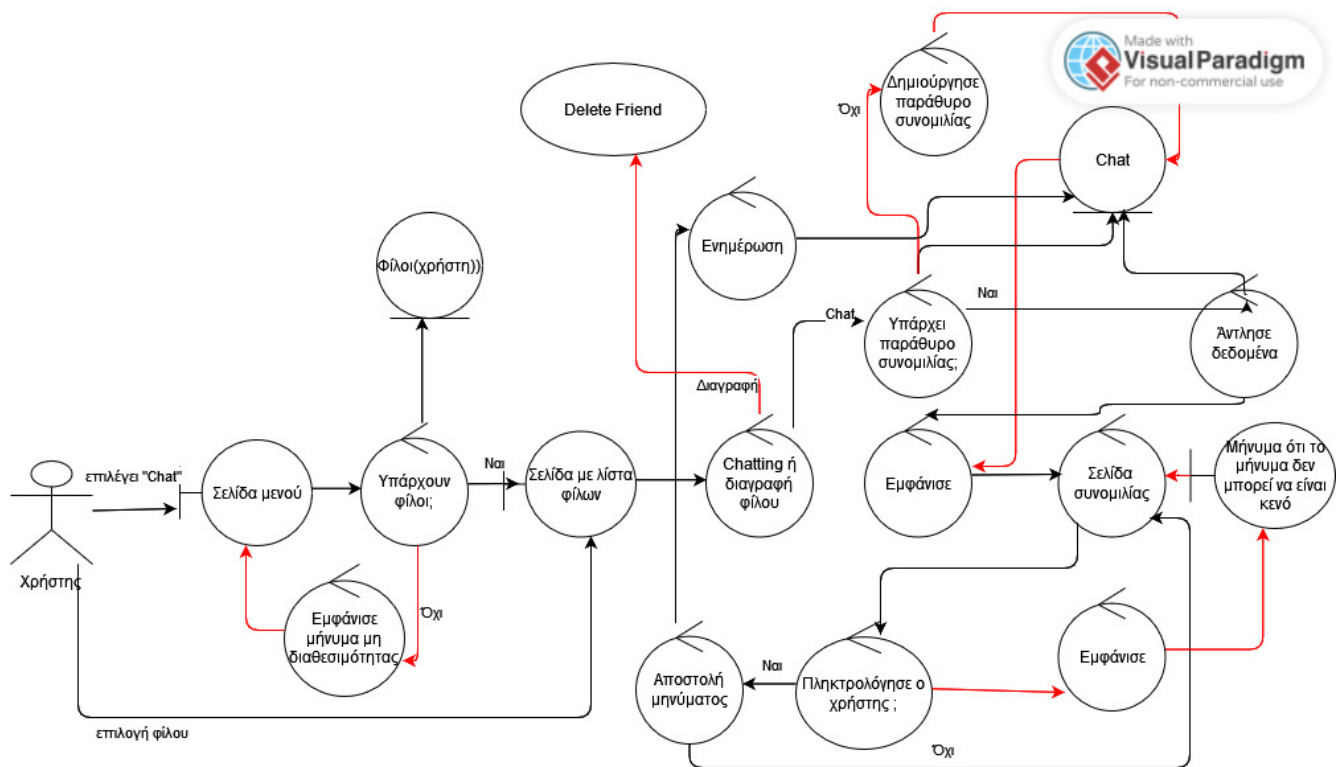 Made with
Visual Paradigm
For non-commercial use
Δημιούργησε
παράθυρο
συνομιλίας
Όχι
Delete Friend
Chat
Ενημέρωση
Φίλοι(χρήστη))
Ναι
Chat
Υπάρχει
παράθυρο
συνομιλίας;
Άντλησε
δεδομένα
Διαγραφή
επιλέγει "Chat"
Σελίδα μενού
Υπάρχουν
φίλοι;
Ναι
Σελίδα με λίστα
φίλων
Chatting ή
διαγραφή
φίλου
Εμφάνισε
Σελίδα
συνομιλίας
Μήνυμα ότι το
μήνυμα δεν
μπορεί να είναι
κενό
Χρήστης
Εμφάνισε
μήνυμα μη
διαθεσιμότητας
Όχι
Αποστολή
μηνύματος
Ναι
Πληκτρολόγησε ο
χρήστης ;
Εμφάνισε
επιλογή φίλου
Όχι